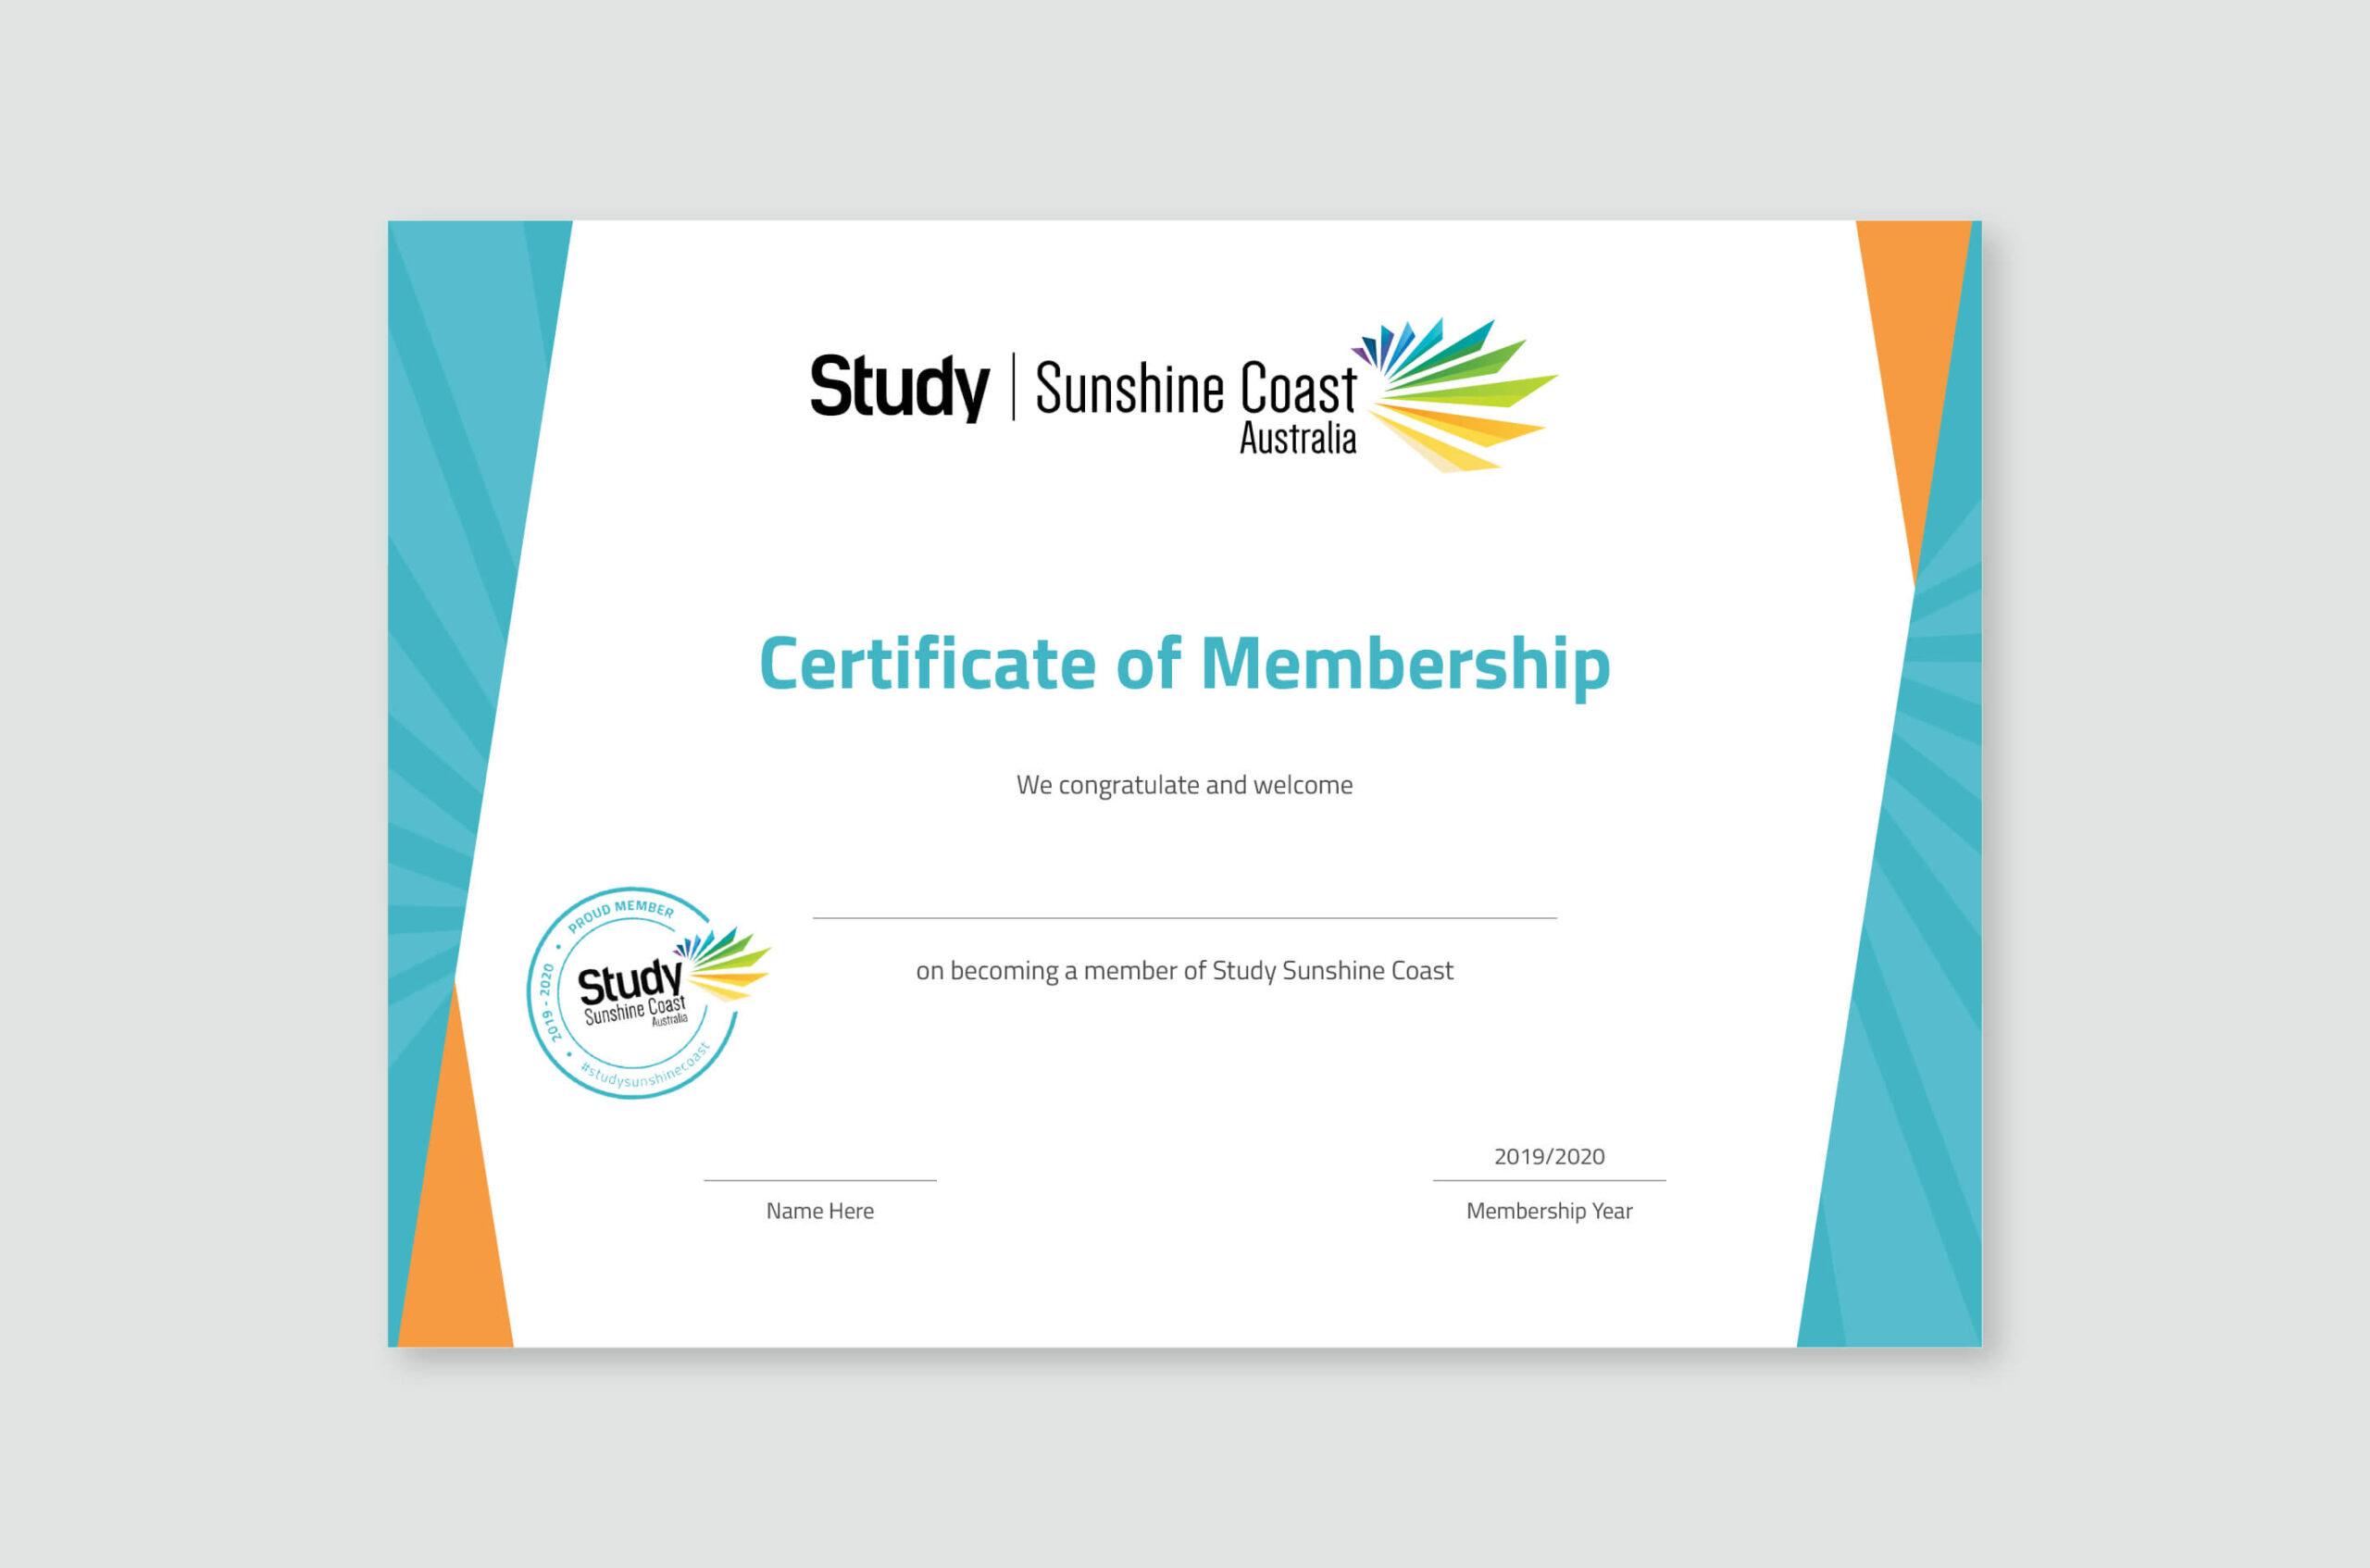 Study | Sunshine Coast
Australia
Certificate of Membership
We congratulate and welcome
on becoming a member of Study Sunshine Coast
PROUD MEMBER
2019 - 2020
Study
Sunshine Coast
Australia
#studysunshinecoast
2019/2020
Name Here
Membership Year